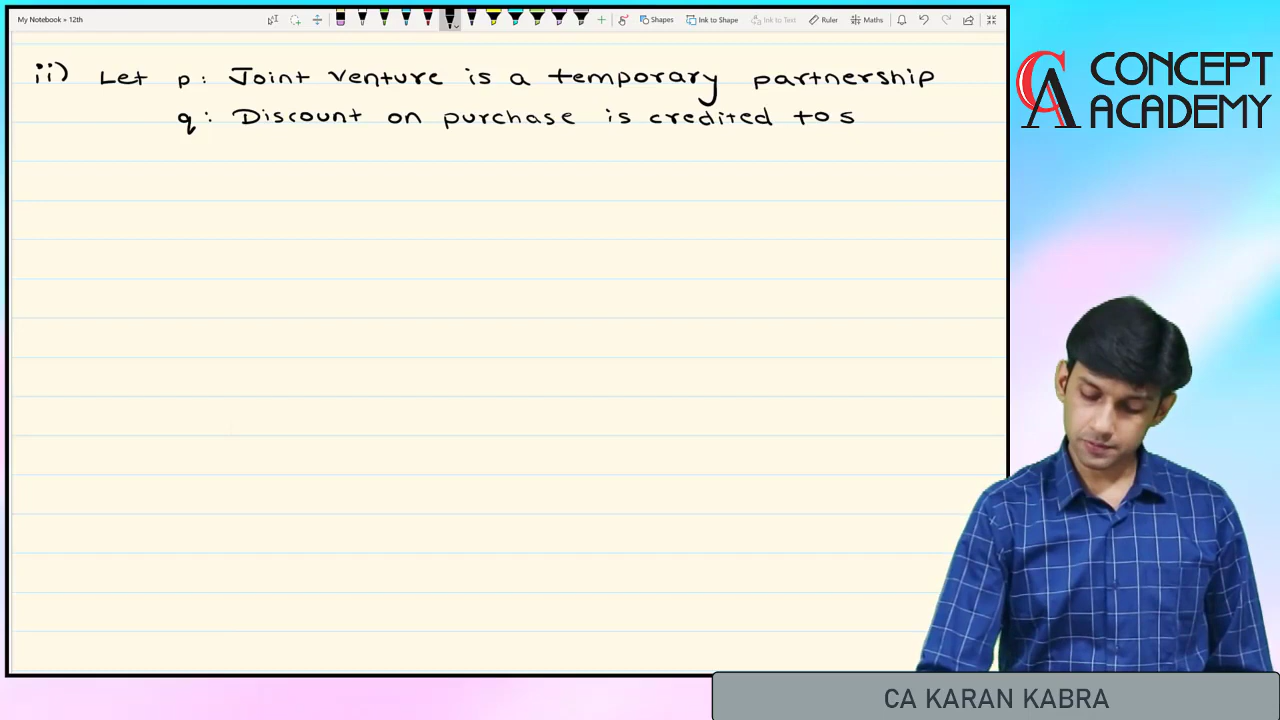 My Notebook » 12th
Shapes
Ink to Shape
Ink to Text
Ruler
Maths
ii) Let p: Joint venture is a temporary partnership
q: Discount on purchase is credited to s
CA CONCEPT
ACADEMY
CA KARAN KABRA